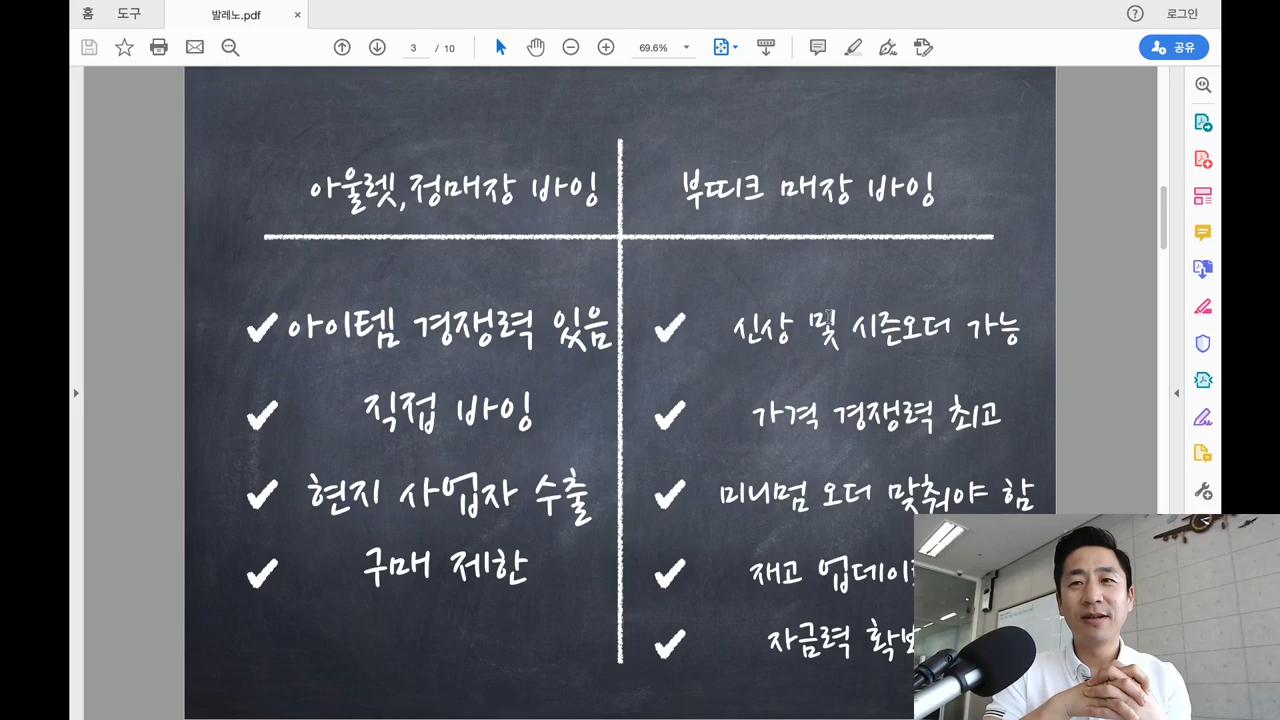 홈 도구 발레노.pdf × ? 로그인
3 / 10 69.6% 공유
아울렛,정매장 바잉
부띠크 매장 바잉
✔ 아이템 경쟁력 있음
✔ 직접 바잉
✔ 현지 사업자 수출
✔ 구매 제한
✔ 신상 및 시즌오더 가능
✔ 가격 경쟁력 최고
✔ 미니멈 오더 맞춰야 함
✔ 재고
✔ 자금력